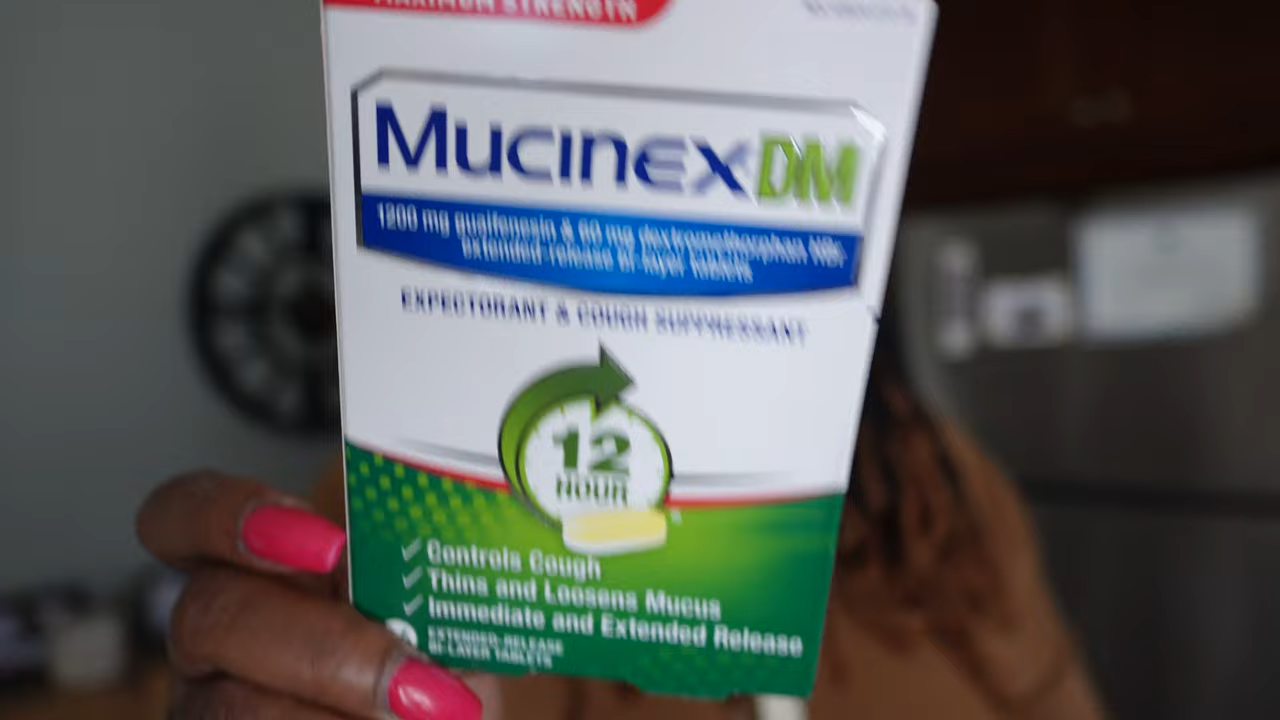 MAXIMUM STRENGTH
MUCINEX DM
1200 mg guaifenesin & 60 mg dextromethorphan HBr
extended-release bi-layer tablets
EXPECTORANT & COUGH SUPPRESSANT
12
HOUR
Controls Cough
Thins and Loosens Mucus
Immediate and Extended Release
EXTENDED-RELEASE
BI-LAYER TABLETS